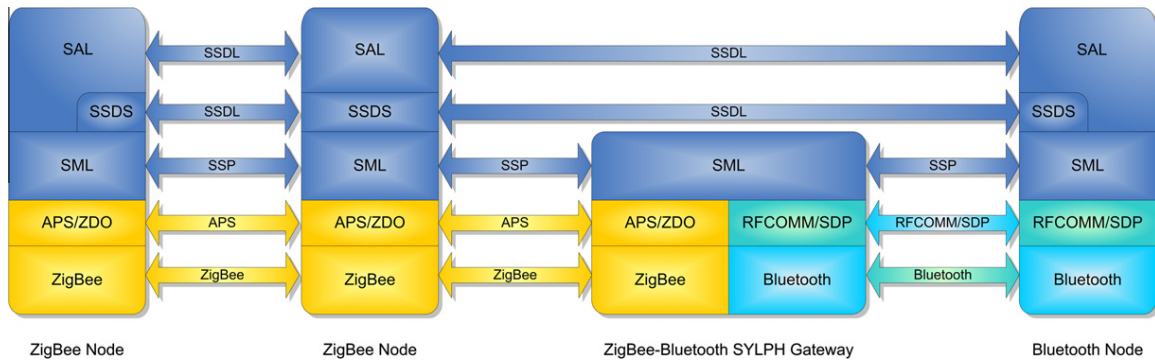 SAL SSDL SAL SSDL SAL
SSDS SSDL SSDS SSDL SSDS
SML SSP SML SSP SML SSP SML
APS/ZDO APS APS/ZDO APS APS/ZDO RFCOMM/SDP RFCOMM/SDP RFCOMM/SDP
ZigBee ZigBee ZigBee ZigBee ZigBee Bluetooth Bluetooth Bluetooth
ZigBee Node ZigBee Node ZigBee-Bluetooth SYLPH Gateway Bluetooth Node